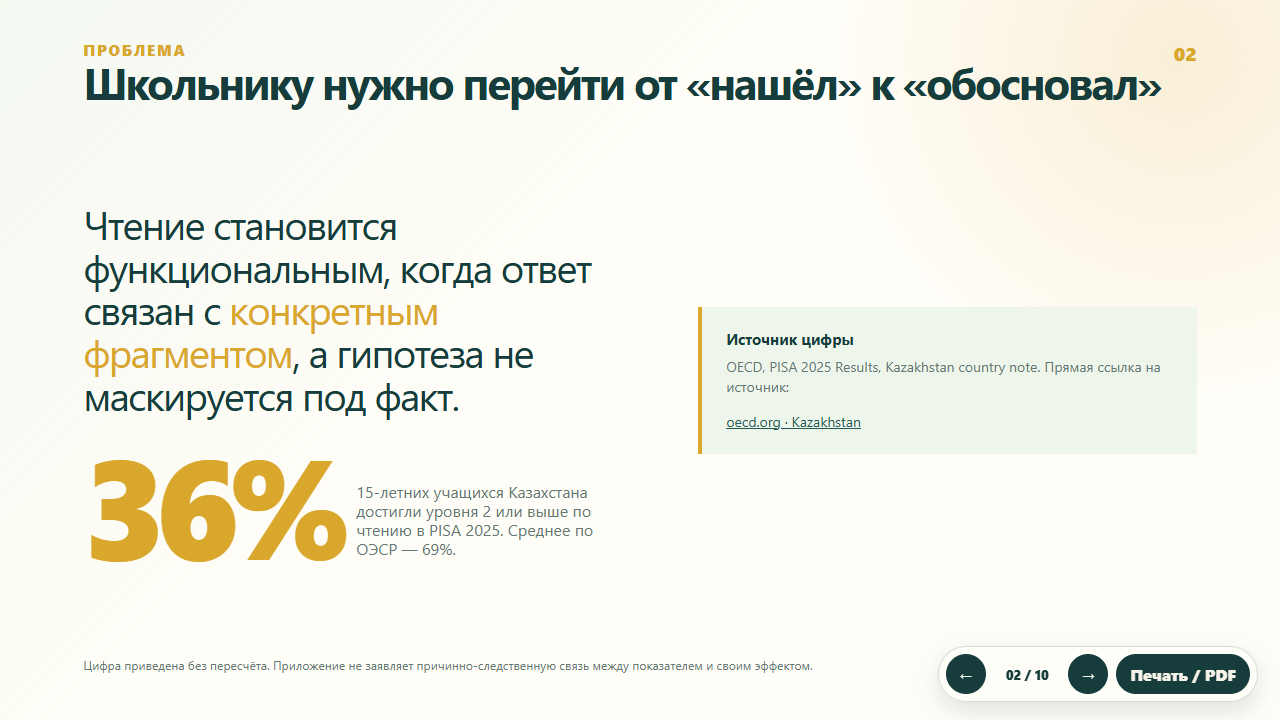 ПРОБЛЕМА
02
Школьнику нужно перейти от «нашёл» к «обосновал»
Чтение становится
функциональным, когда ответ
связан с конкретным
фрагментом, а гипотеза не
маскируется под факт.
36%
15-летних учащихся Казахстана
достигли уровня 2 или выше по
чтению в PISA 2025. Среднее по
ОЭСР — 69%.
Источник цифры
OECD, PISA 2025 Results, Kazakhstan country note. Прямая ссылка на
источник:
oecd.org · Kazakhstan
Цифра приведена без пересчёта. Приложение не заявляет причинно-следственную связь между показателем и своим эффектом.
← 02 / 10 → Печать / PDF